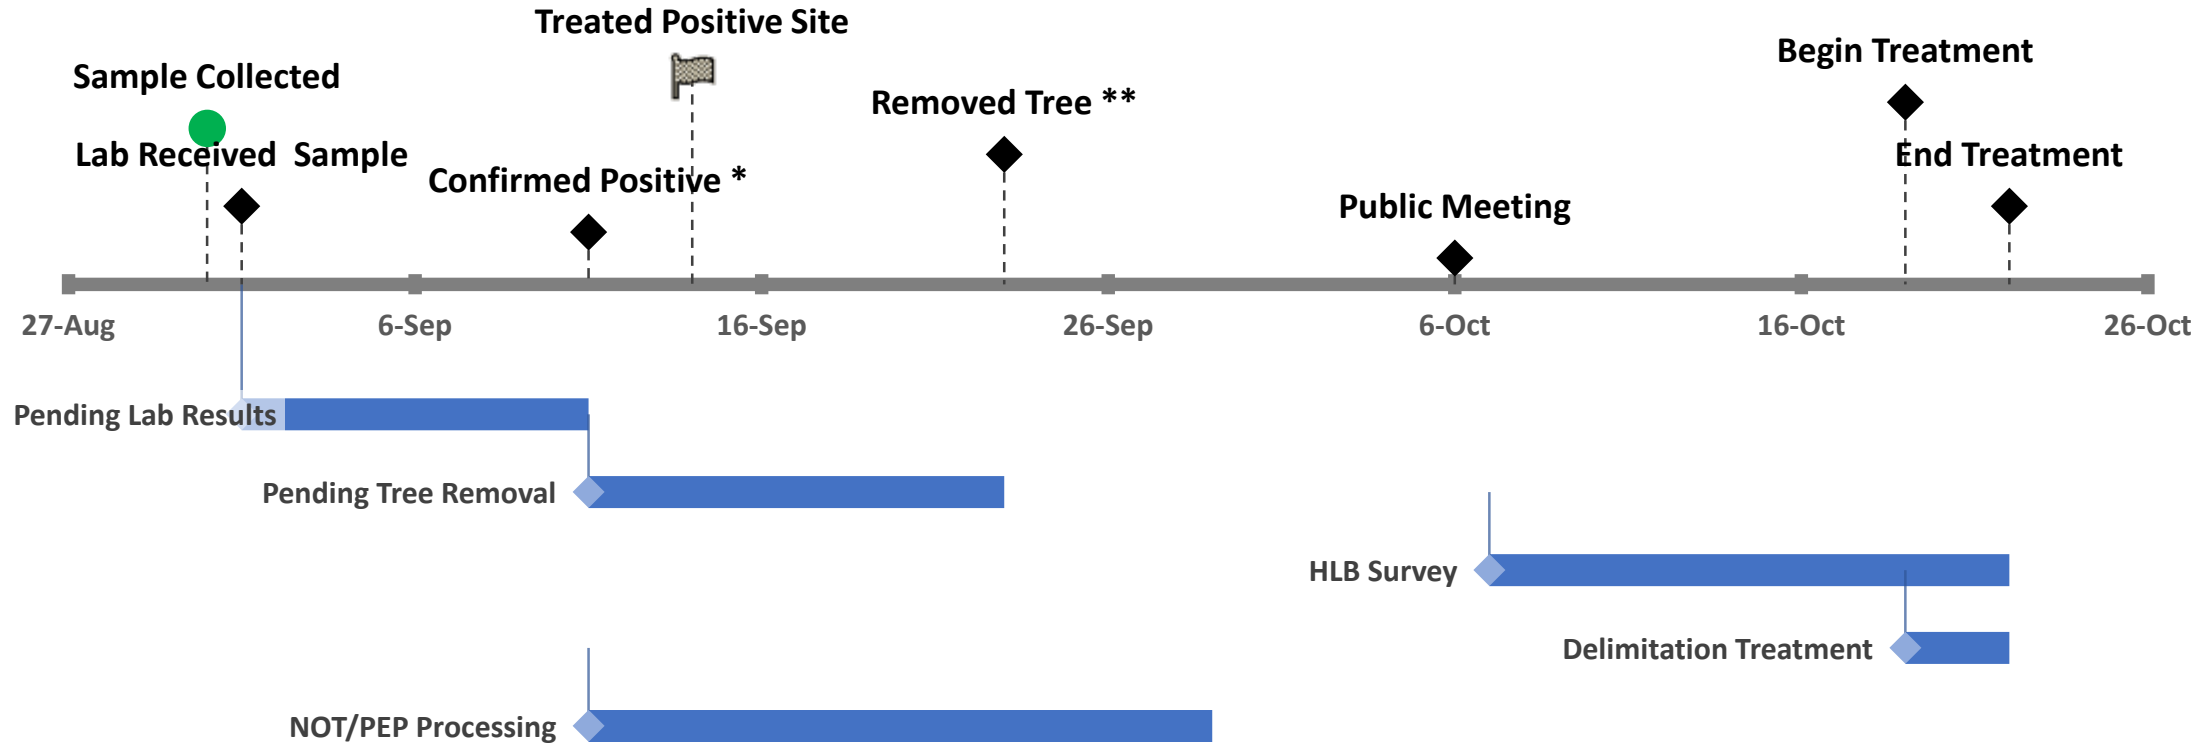 Treated Positive Site
Begin Treatment
Sample Collected
Removed Tree **
Lab Received  Sample
End Treatment
Confirmed Positive *
Public Meeting
27-Aug
6-Sep
16-Sep
26-Sep
6-Oct
16-Oct
26-Oct
Pending Lab Results
Pending Tree Removal
HLB Survey
Delimitation Treatment
NOT/PEP Processing